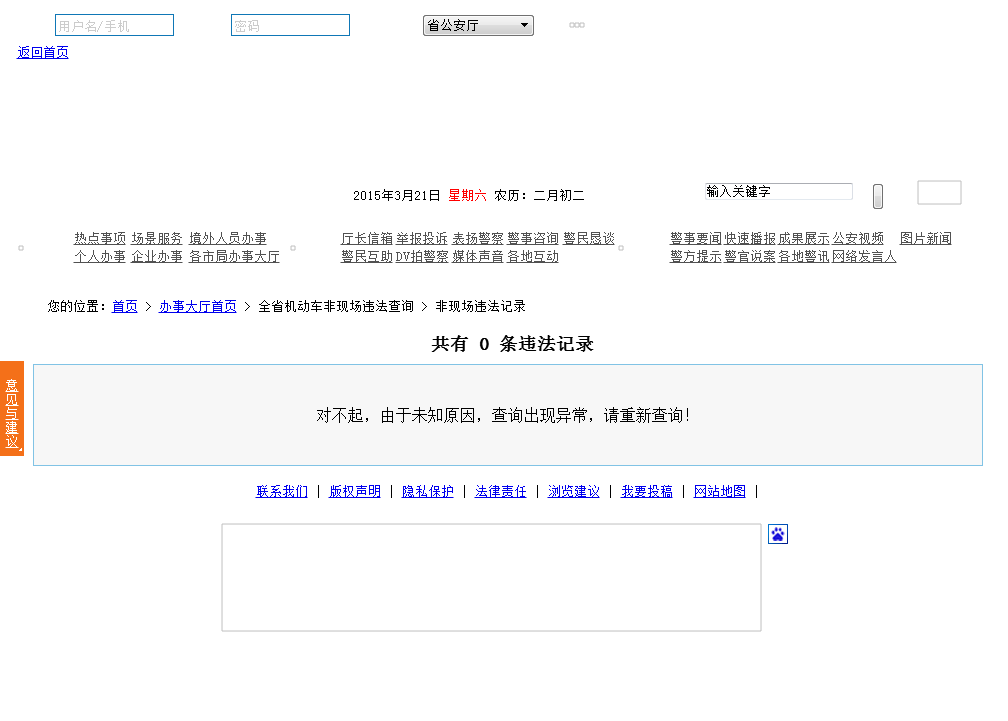 用户名/手机 密码 省公安厅
返回首页
2015年3月21日 星期六 农历：二月初二 输入关键字
热点事项 场景服务 境外人员办事 厅长信箱 举报投诉 表扬警察 警事咨询 警民恳谈 警事要闻 快速播报 成果展示 公安视频 图片新闻
个人办事 企业办事 各市局办事大厅 警民互助 DV拍警察 媒体声音 各地互动 警方提示 警官说案 各地警讯 网络发言人
您的位置：首页 > 办事大厅首页 > 全省机动车非现场违法查询 > 非现场违法记录
共有 0 条违法记录
意见与建议
对不起，由于未知原因，查询出现异常，请重新查询！
联系我们 | 版权声明 | 隐私保护 | 法律责任 | 浏览建议 | 我要投稿 | 网站地图 |